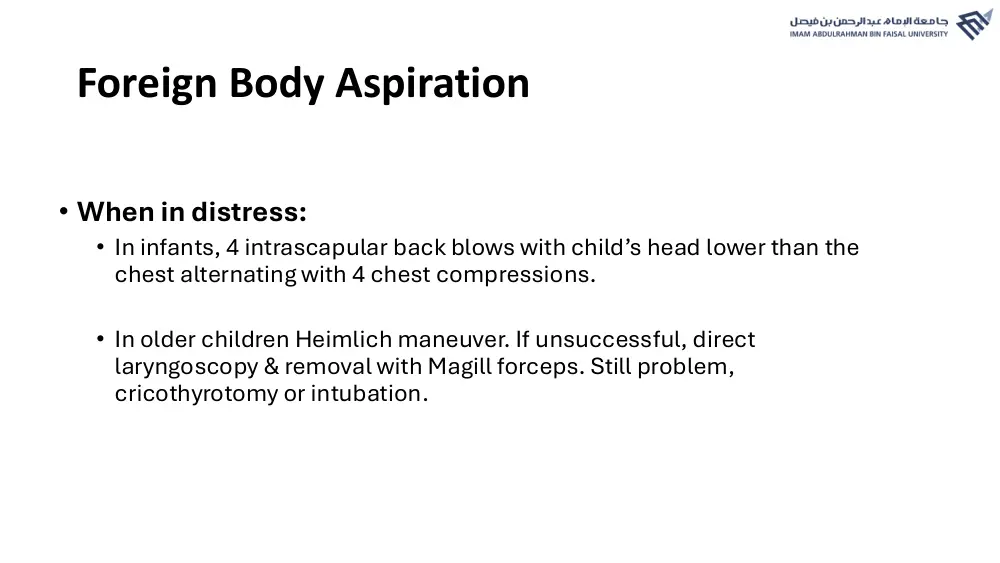 جامعة الإمام عبدالرحمن بن فيصل
IMAM ABDULRAHMAN BIN FAISAL UNIVERSITY
Foreign Body Aspiration
• When in distress:
• In infants, 4 intrascapular back blows with child’s head lower than the
chest alternating with 4 chest compressions.
• In older children Heimlich maneuver. If unsuccessful, direct
laryngoscopy & removal with Magill forceps. Still problem,
cricothyrotomy or intubation.